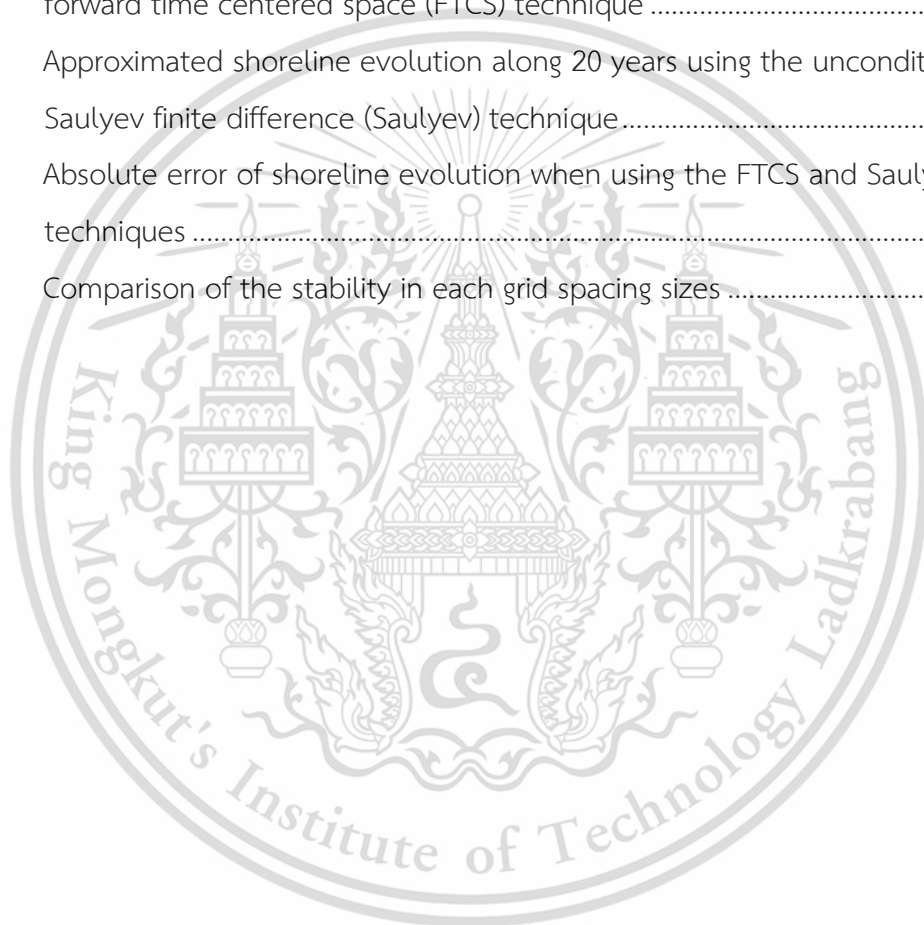 forward time centered space (FTCS) technique ........................................
Approximated shoreline evolution along 20 years using the uncondit
Saulyev finite difference (Saulyev) technique ............................................
Absolute error of shoreline evolution when using the FTCS and Sauly
techniques ................................................................................................................
Comparison of the stability in each grid spacing sizes ............................
King Mongkut's Institute of Technology Ladkrabang